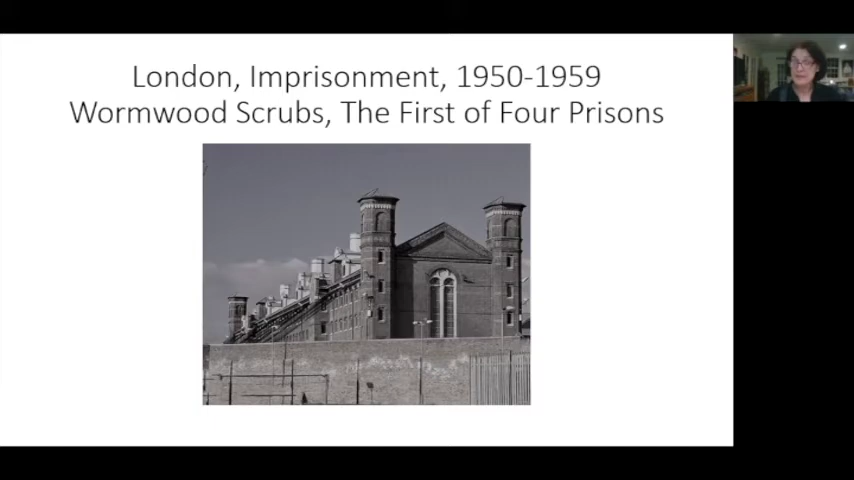 London, Imprisonment, 1950-1959
Wormwood Scrubs, The First of Four Prisons